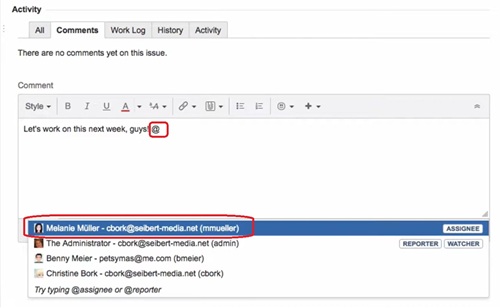 Activity
All Comments Work Log History Activity
There are no comments yet on this issue.
Comment
Style B I U A A
Let's work on this next week, guys! @
Melanie Müller - cbork@seibert-media.net (mmueller) ASSIGNEE
The Administrator - cbork@seibert-media.net (admin) REPORTER WATCHER
Benny Meier - petsymas@me.com (bmeier)
Christine Bork - cbork@seibert-media.net (cbork)
Try typing @assignee or @reporter